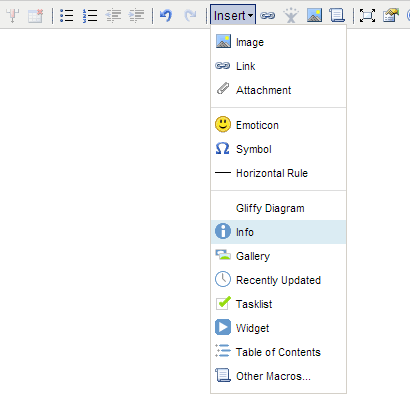 Insert
Image
Link
Attachment
Emoticon
Symbol
Horizontal Rule
Gliffy Diagram
Info
Gallery
Recently Updated
Tasklist
Widget
Table of Contents
Other Macros...